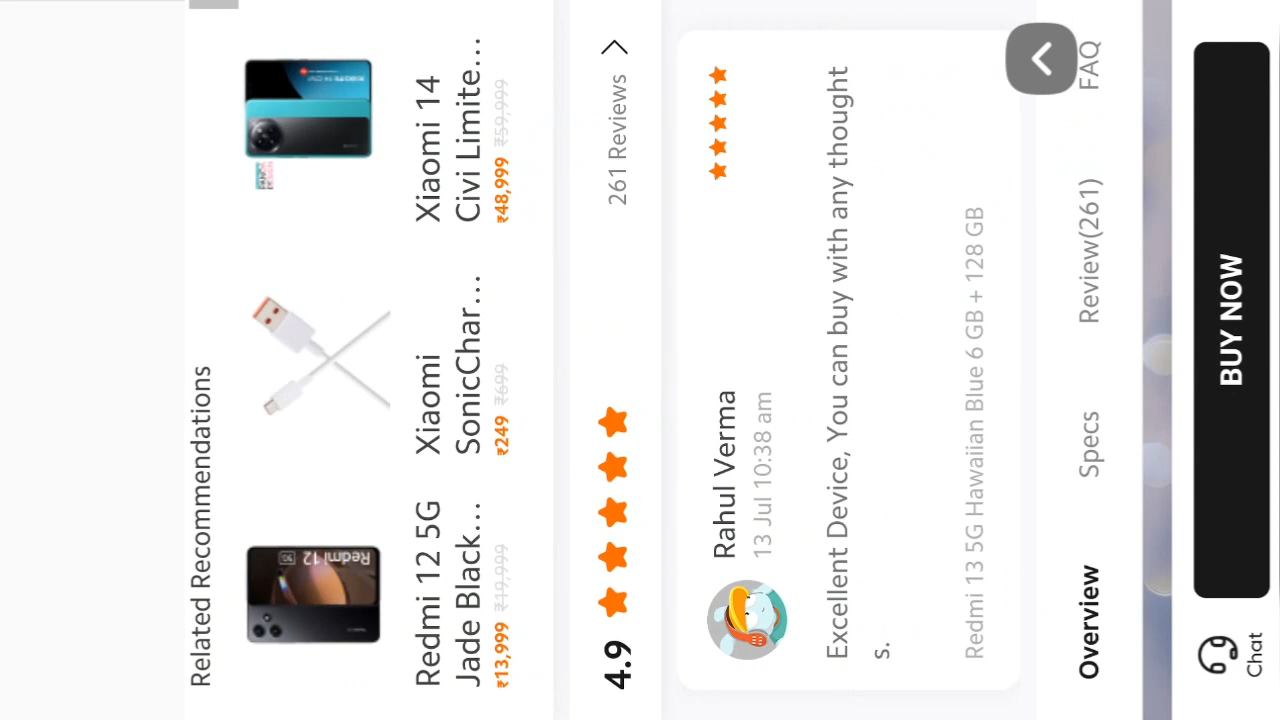 Related Recommendations
Redmi 12 5G
Jade Black...
₹13,999 ₹19,999
Xiaomi
SonicChar...
₹249 ₹699
Xiaomi 14
Civi Limite...
₹48,999 ₹59,999
4.9
261 Reviews
Rahul Verma
13 Jul 10:38 am
Excellent Device, You can buy with any thought
s.
Redmi 13 5G Hawaiian Blue 6 GB + 128 GB
Overview Specs Review(261) FAQ
Chat
BUY NOW